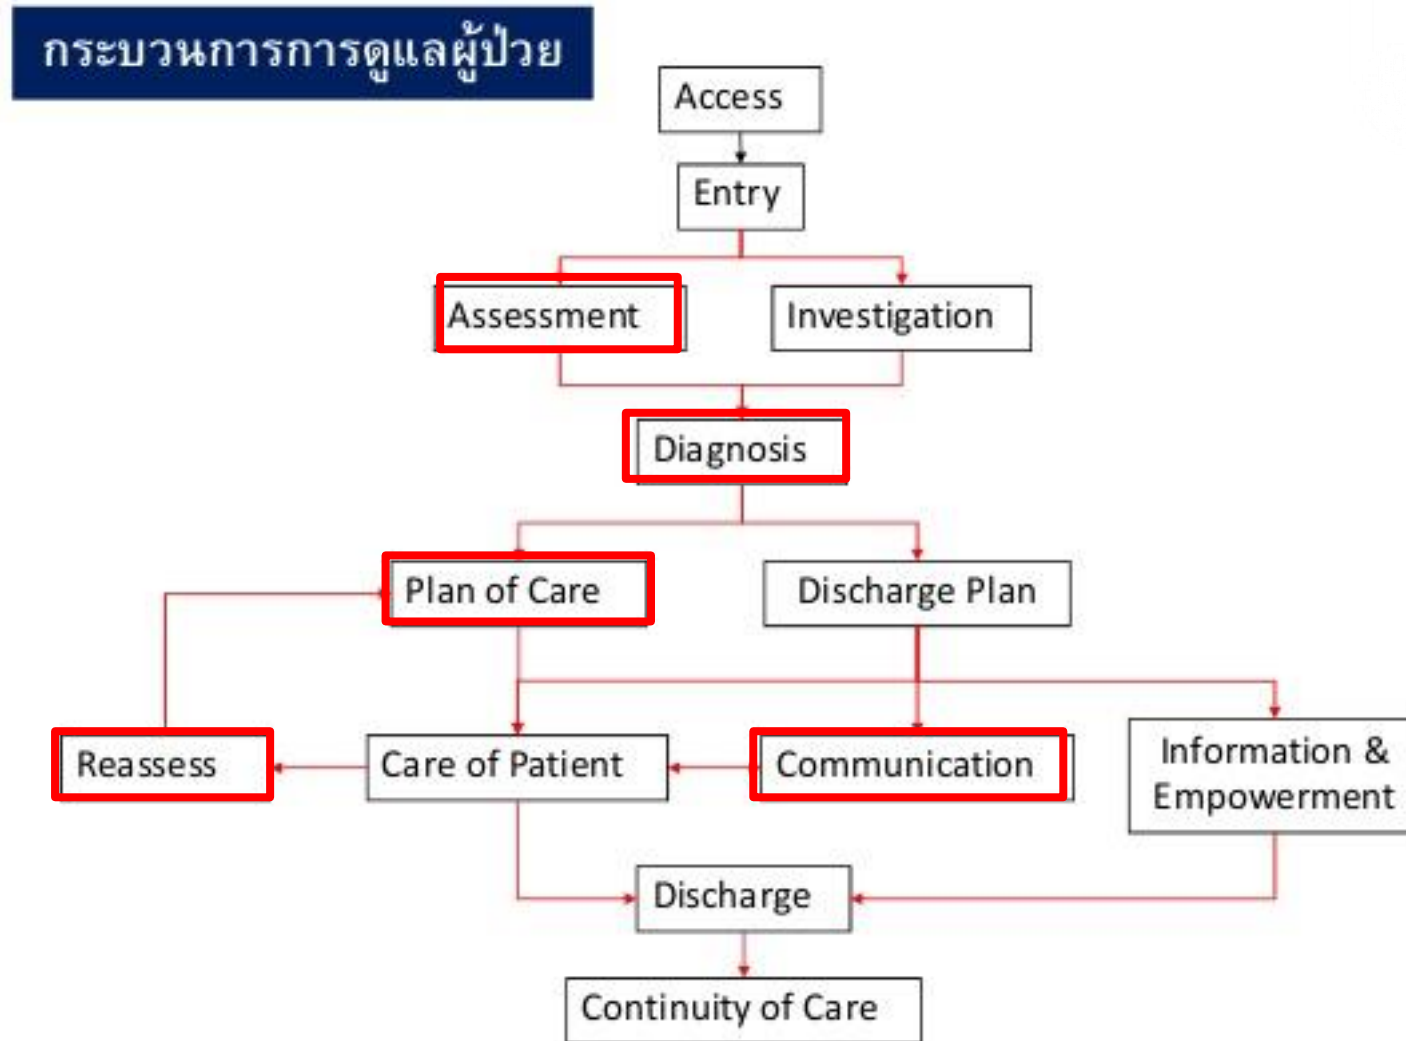 กระบวนการการดูแลผู้ป่วย
Access
Entry
Assessment
Investigation
Diagnosis
Plan of Care
Discharge Plan
Reassess
Care of Patient
Communication
Information &
Empowerment
Discharge
Continuity of Care